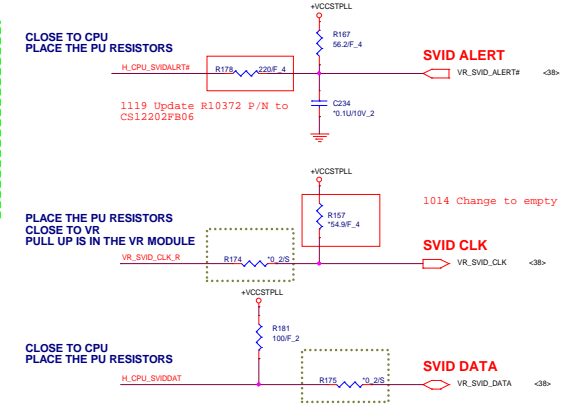 +VCCSTPLL
CLOSE TO CPU
PLACE THE PU RESISTORS
R167
56.2/F_4
SVID ALERT
H_CPU_SVIDALRT#
R178
220/F_4
VR_SVID_ALERT#
<38>
1119 Update R10372 P/N to
CS12202FB06
C234
*0.1U/10V_2
+VCCSTPLL
1014 Change to empty
R157
*54.9/F_4
PLACE THE PU RESISTORS
CLOSE TO VR
PULL UP IS IN THE VR MODULE
SVID CLK
VR_SVID_CLK_R
R174
*0_2/S
VR_SVID_CLK
<38>
+VCCSTPLL
R181
100/F_2
CLOSE TO CPU
PLACE THE PU RESISTORS
SVID DATA
H_CPU_SVIDDAT
R175
*0_2/S
VR_SVID_DATA
<38>